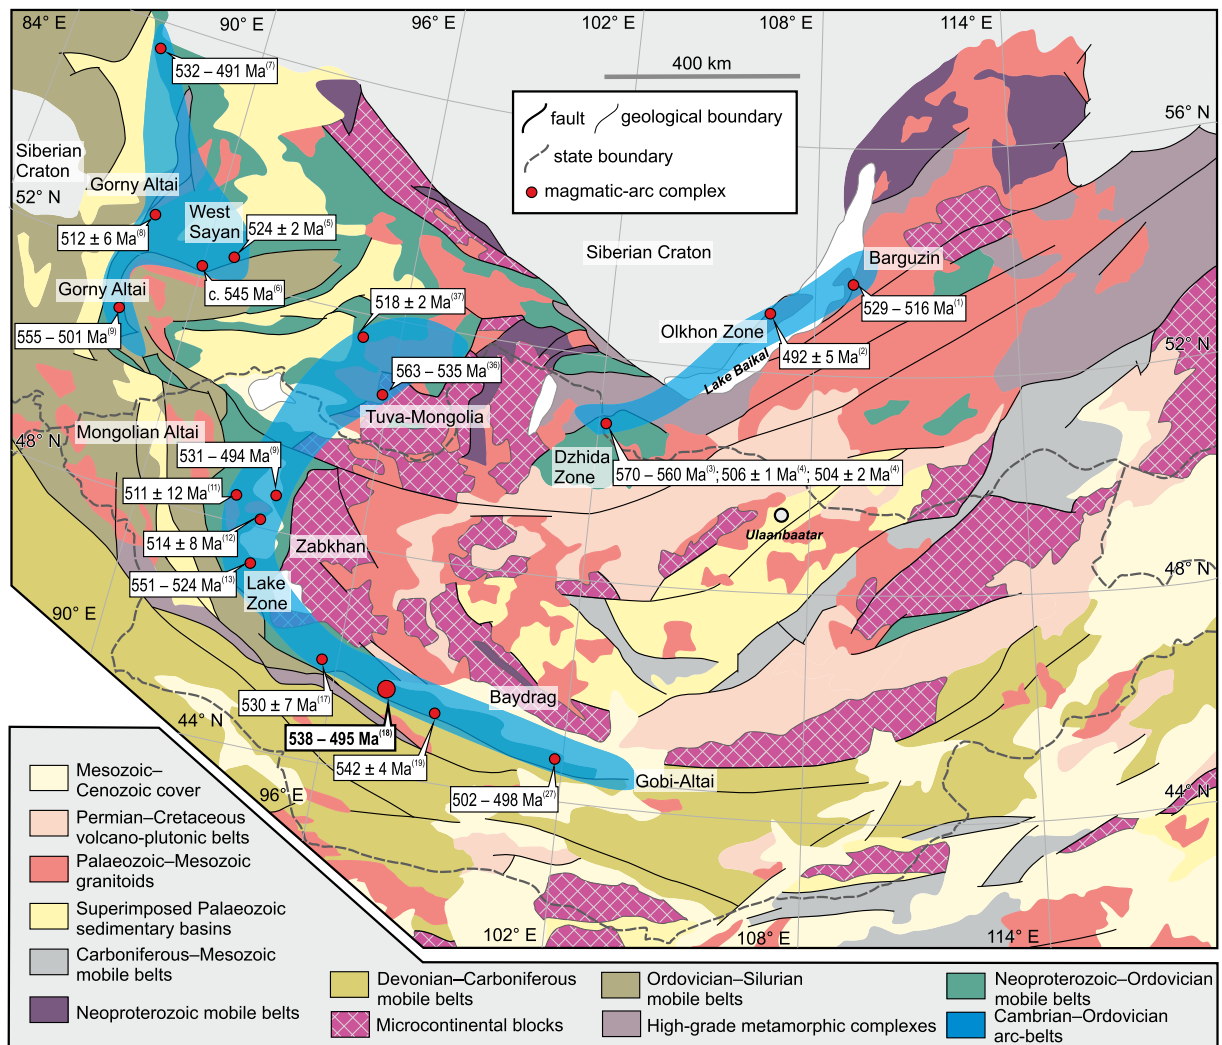 84° E
90° E
96° E
102° E
108° E
114° E
532 – 491 Ma(7)
400 km
fault
geological boundary
state boundary
magmatic-arc complex
56° N
Siberian
Craton
52° N
Gorny Altai
West
Sayan
512 ± 6 Ma(8)
524 ± 2 Ma(5)
Siberian Craton
Barguzin
c. 545 Ma(6)
Gorny Altai
518 ± 2 Ma(37)
529 – 516 Ma(1)
555 – 501 Ma(9)
Olkhon Zone
492 ± 5 Ma(2)
52° N
Lake Baikal
563 – 535 Ma(36)
Tuva-Mongolia
Mongolian Altai
48° N
531 – 494 Ma(9)
Dzhida
Zone
570 – 560 Ma(3); 506 ± 1 Ma(4); 504 ± 2 Ma(4)
511 ± 12 Ma(11)
514 ± 8 Ma(12)
Zabkhan
Ulaanbaatar
551 – 524 Ma(13)
Lake
Zone
48° N
90° E
530 ± 7 Ma(17)
Baydrag
44° N
538 – 495 Ma(18)
542 ± 4 Ma(19)
Gobi-Altai
502 – 498 Ma(27)
44° N
96° E
102° E
108° E
114° E
Mesozoic–
Cenozoic cover
Permian–Cretaceous
volcano-plutonic belts
Palaeozoic–Mesozoic
granitoids
Superimposed Palaeozoic
sedimentary basins
Carboniferous–Mesozoic
mobile belts
Neoproterozoic mobile belts
Devonian–Carboniferous
mobile belts
Microcontinental blocks
Ordovician–Silurian
mobile belts
High-grade metamorphic complexes
Neoproterozoic–Ordovician
mobile belts
Cambrian–Ordovician
arc-belts